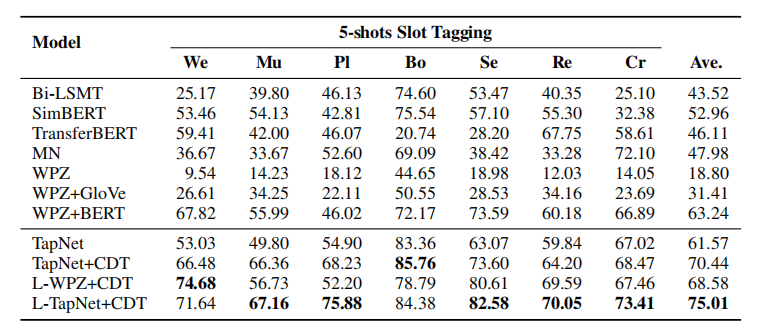 Model 5-shots Slot Tagging
We Mu Pl Bo Se Re Cr Ave.
Bi-LSMT 25.17 39.80 46.13 74.60 53.47 40.35 25.10 43.52
SimBERT 53.46 54.13 42.81 75.54 57.10 55.30 32.38 52.96
TransferBERT 59.41 42.00 46.07 20.74 28.20 67.75 58.61 46.11
MN 36.67 33.67 52.60 69.09 38.42 33.28 72.10 47.98
WPZ 9.54 14.23 18.12 44.65 18.98 12.03 14.05 18.80
WPZ+GloVe 26.61 34.25 22.11 50.55 28.53 34.16 23.69 31.41
WPZ+BERT 67.82 55.99 46.02 72.17 73.59 60.18 66.89 63.24
TapNet 53.03 49.80 54.90 83.36 63.07 59.84 67.02 61.57
TapNet+CDT 66.48 66.36 68.23 85.76 73.60 64.20 68.47 70.44
L-WPZ+CDT 74.68 56.73 52.20 78.79 80.61 69.59 67.46 68.58
L-TapNet+CDT 71.64 67.16 75.88 84.38 82.58 70.05 73.41 75.01